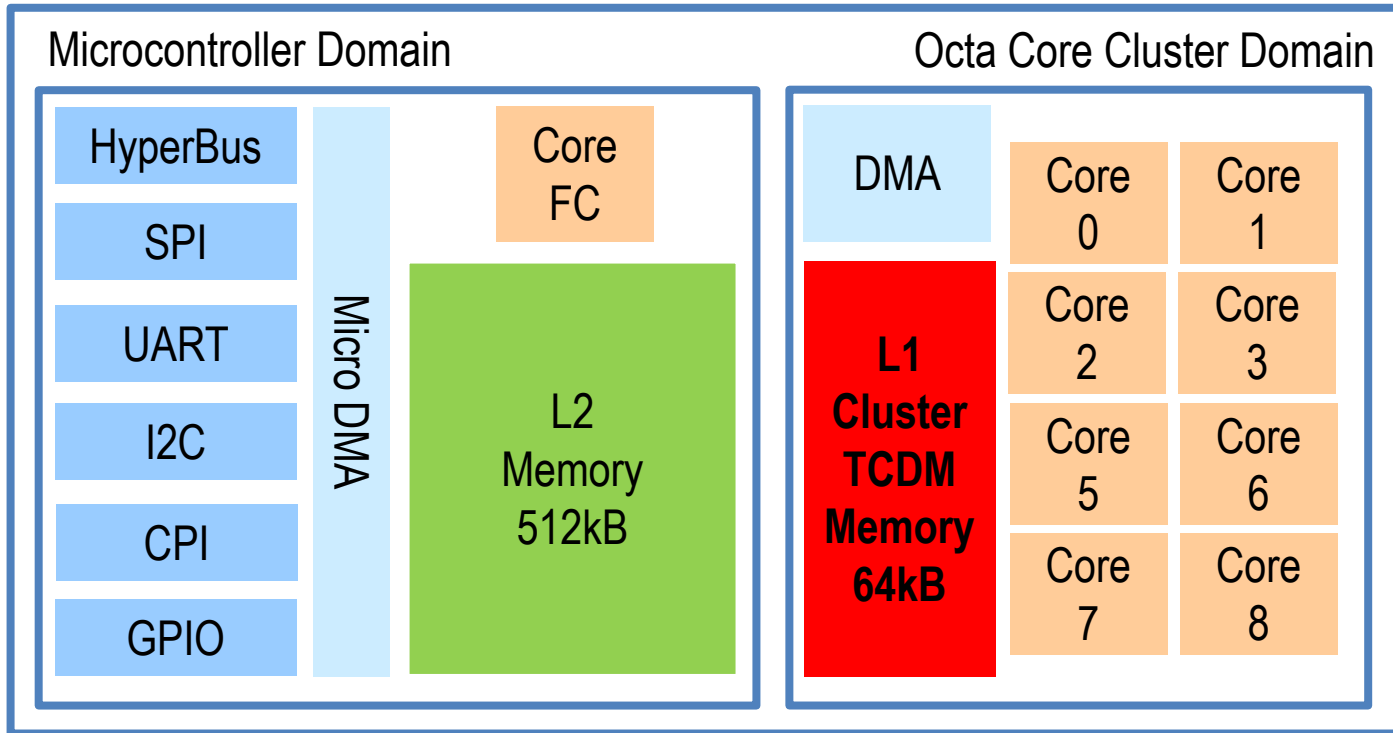 Microcontroller Domain
Octa Core Cluster Domain
HyperBus
SPI
UART
I2C
CPI
GPIO
Micro DMA
Core
FC
L2
Memory
512kB
DMA
L1
Cluster
TCDM
Memory
64kB
Core
0
Core
1
Core
2
Core
3
Core
5
Core
6
Core
7
Core
8